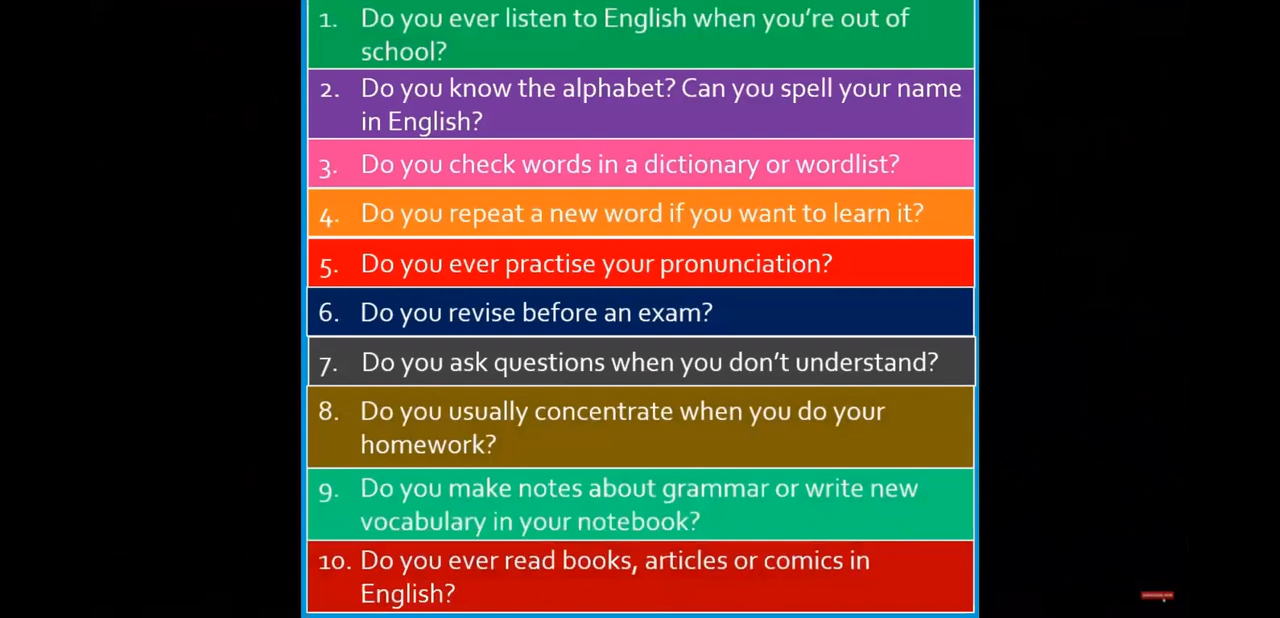 1. Do you ever listen to English when you're out of
school?
2. Do you know the alphabet? Can you spell your name
in English?
3. Do you check words in a dictionary or wordlist?
4. Do you repeat a new word if you want to learn it?
5. Do you ever practise your pronunciation?
6. Do you revise before an exam?
7. Do you ask questions when you don't understand?
8. Do you usually concentrate when you do your
homework?
9. Do you make notes about grammar or write new
vocabulary in your notebook?
10. Do you ever read books, articles or comics in
English?